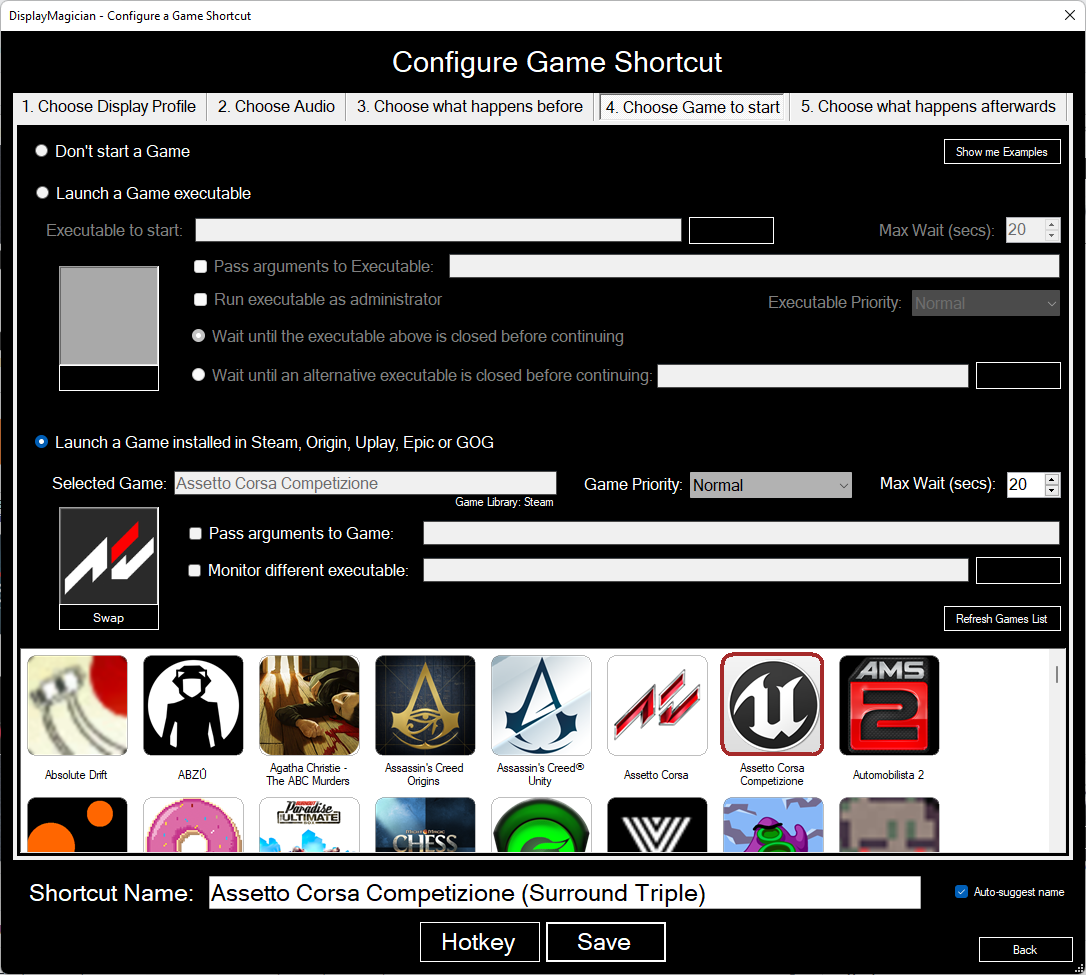 DisplayMagician - Configure a Game Shortcut
Configure Game Shortcut
1. Choose Display Profile
2. Choose Audio
3. Choose what happens before
4. Choose Game to start
5. Choose what happens afterwards
Don't start a Game
Show me Examples
Launch a Game executable
Executable to start:
Max Wait (secs): 20
Pass arguments to Executable:
Run executable as administrator
Executable Priority: Normal
Wait until the executable above is closed before continuing
Wait until an alternative executable is closed before continuing:
Launch a Game installed in Steam, Origin, Uplay, Epic or GOG
Selected Game: Assetto Corsa Competizione
Game Priority: Normal
Max Wait (secs): 20
Game Library: Steam
Pass arguments to Game:
Monitor different executable:
Swap
Refresh Games List
AMS
2
Absolute Drift
ABZÛ
Agatha Christie -
The ABC Murders
Assassin's Creed
Origins
Assassin's Creed®
Unity
Assetto Corsa
Assetto Corsa
Competizione
Automobilista 2
Burnout
Paradise
ULTIMATE
CHESS
Shortcut Name: Assetto Corsa Competizione (Surround Triple)
Auto-suggest name
Hotkey
Save
Back